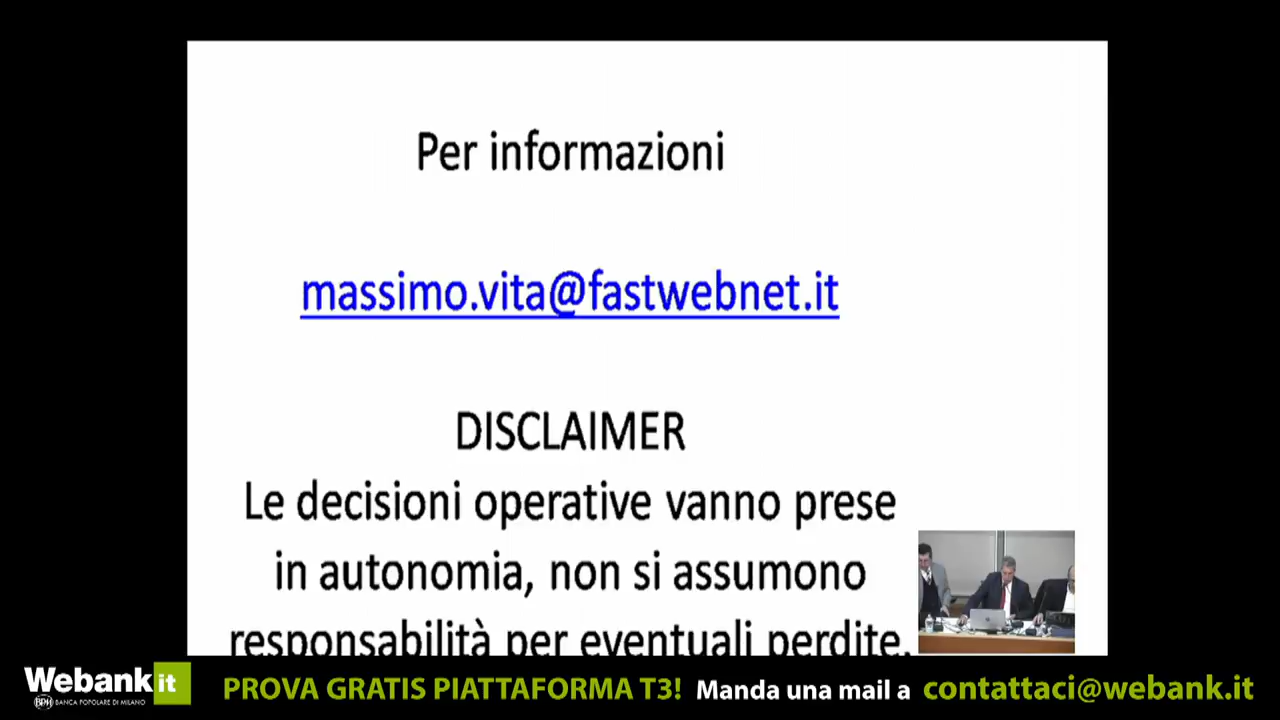 Per informazioni
massimo.vita@fastwebnet.it
DISCLAIMER
Le decisioni operative vanno prese
in autonomia, non si assumono
responsabilità per eventuali perdite.
Webank it
BPM BANCA POPOLARE DI MILANO
PROVA GRATIS PIATTAFORMA T3! Manda una mail a contattaci@webank.it